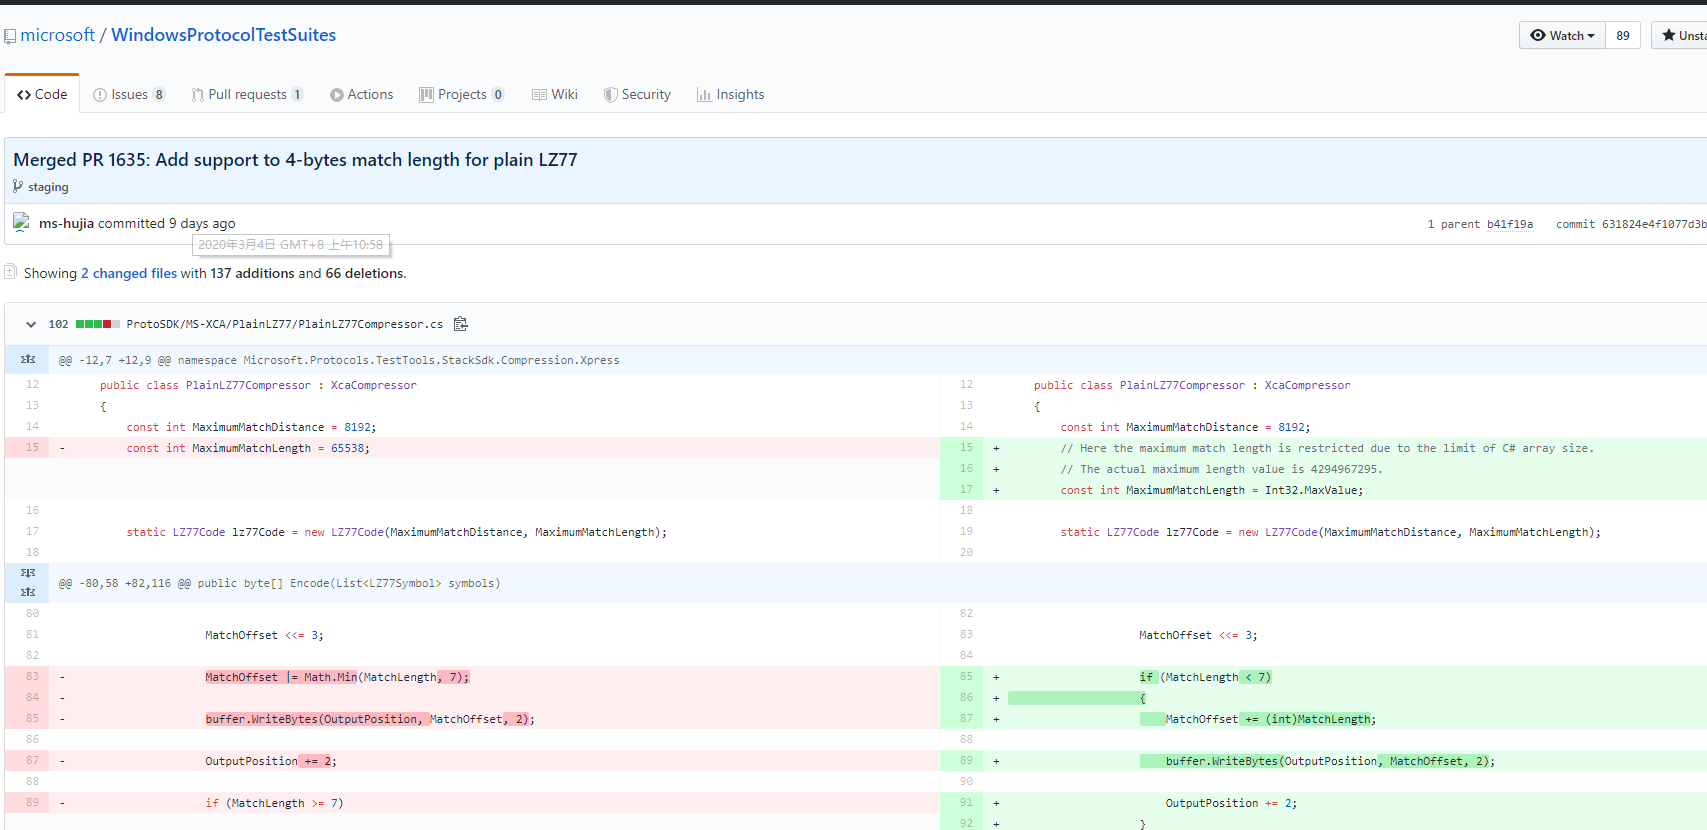 microsoft / WindowsProtocolTestSuites
Watch 89 Unsta
Code Issues 8 Pull requests 1 Actions Projects 0 Wiki Security Insights
Merged PR 1635: Add support to 4-bytes match length for plain LZ77
staging
ms-hujia committed 9 days ago
1 parent b41f19a commit 631824e4f1077d3b
2020年3月4日 GMT+8 上午10:58
Showing 2 changed files with 137 additions and 66 deletions.
102 ProtoSDK/MS-XCA/PlainLZ77/PlainLZ77Compressor.cs
@@ -12,7 +12,9 @@ namespace Microsoft.Protocols.TestTools.StackSdk.Compression.Xpress
12 public class PlainLZ77Compressor : XcaCompressor 12 public class PlainLZ77Compressor : XcaCompressor
13 { 13 {
14 const int MaximumMatchDistance = 8192; 14 const int MaximumMatchDistance = 8192;
15 - const int MaximumMatchLength = 65538; 15 + // Here the maximum match length is restricted due to the limit of C# array size.
16 + // The actual maximum length value is 4294967295.
17 + const int MaximumMatchLength = Int32.MaxValue;
16 18
17 static LZ77Code lz77Code = new LZ77Code(MaximumMatchDistance, MaximumMatchLength); 19 static LZ77Code lz77Code = new LZ77Code(MaximumMatchDistance, MaximumMatchLength);
18 20
@@ -80,58 +82,116 @@ public byte[] Encode(List<LZ77Symbol> symbols)
80 82
81 MatchOffset <<= 3; 83 MatchOffset <<= 3;
82 84
83 - MatchOffset |= Math.Min(MatchLength, 7); 85 + if (MatchLength < 7)
84 - 86 + {
85 - buffer.WriteBytes(OutputPosition, MatchOffset, 2); 87 + MatchOffset += (int)MatchLength;
86 88
87 - OutputPosition += 2; 89 + buffer.WriteBytes(OutputPosition, MatchOffset, 2);
88 90
89 - if (MatchLength >= 7) 91 + OutputPosition += 2;
92 + }